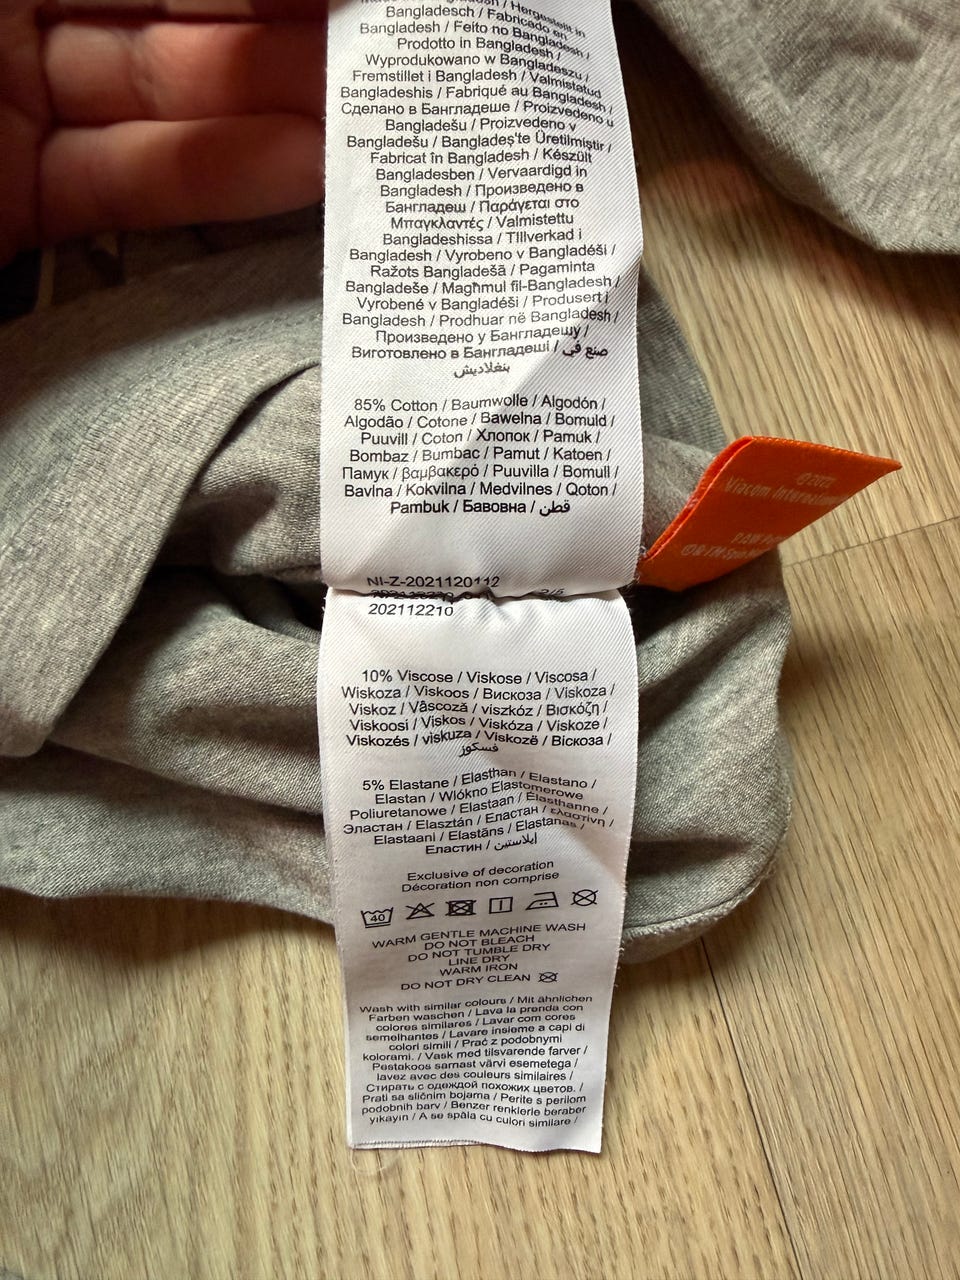 Bangladesch / Fabricado en
Bangladesh / Feito no Bangladesh /
Prodotto in Bangladesh /
Wyprodukowano w Bangladeszu /
Fremstillet i Bangladesh / Valmistatud
Bangladeshis / Fabriqué au Bangladesh /
Сделано в Бангладеше / Proizvedeno u
Bangladešu / Proizvedeno v
Bangladešu / Bangladeş'te Üretilmiştir /
Fabricat în Bangladesh / Készült
Bangladesben / Vervaardigd in
Bangladesh / Произведено в
Бангладеш / Παράγεται στο
Μπαγκλαντές / Valmistettu
Bangladeshissa / Tillverkad i
Bangladesh / Vyrobeno v Bangladéši /
Ražots Bangladešā / Pagaminta
Bangladeše / Magħmul fil-Bangladesh /
Vyrobené v Bangladéši / Produsert i
Bangladesh / Prodhuar në Bangladesh /
Произведено у Бангладешу /
Виготовлено в Бангладеші / صنع في
بنغلاديش
85% Cotton / Baumwolle / Algodón /
Algodão / Cotone / Bawełna / Bomuld /
Puuvill / Coton / Хлопок / Pamuk /
Bombaz / Bumbac / Pamut / Katoen /
Памук / βαμβακερό / Puuvilla / Bomull /
Bavlna / Kokvilna / Medvilnes / Qoton /
Pambuk / Бавовна / قطن
©2022
Viacom International
PAW
©&TM Spin
NI-Z-2021120112
202112210
10% Viscose / Viskose / Viscosa /
Wiskoza / Viskoos / Вискоза / Viskoza /
Viskoz / Vâscoză / viszkóz / Βισκόζη /
Viskoosi / Viskos / Viskóza / Viskoze /
Viskozés / viskuza / Viskozë / Віскоза /
فسكوز
5% Elastane / Elasthan / Elastano /
Elastan / Włókno Elastomerowe
Poliuretanowe / Elastaan / Élasthanne /
Эластан / Elasztán / Еластан / ελαστίνη /
Elastaani / Elastāns / Elastanas /
Еластин / ايلاستين
Exclusive of decoration
Décoration non comprise
40
WARM GENTLE MACHINE WASH
DO NOT BLEACH
DO NOT TUMBLE DRY
LINE DRY
WARM IRON
DO NOT DRY CLEAN
Wash with similar colours / Mit ähnlichen
Farben waschen / Lava la prenda con
colores similares / Lavar com cores
semelhantes / Lavare insieme a capi di
colori simili / Prać z podobnymi
kolorami. / Vask med tilsvarende farver /
Pestakoos sarnast värvi esemetega /
lavez avec des couleurs similaires /
Стирать с одеждой похожих цветов. /
Prati sa sličnim bojama / Perite s perilom
podobnih barv / Benzer renklerle beraber
yıkayın / A se spăla cu culori similare /